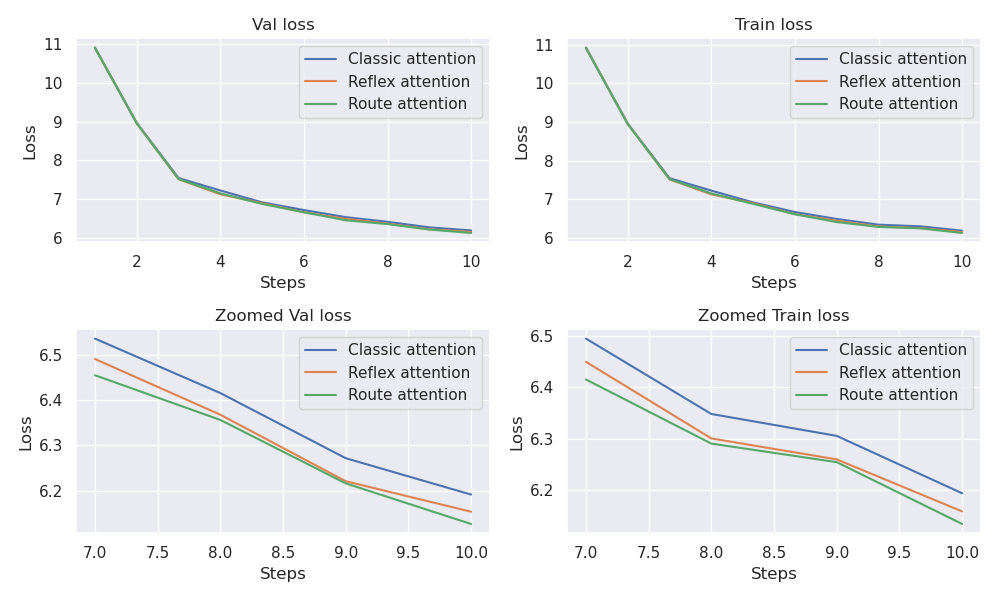 Val loss
Loss
11
10
9
8
7
6
Classic attention
Reflex attention
Route attention
2
4
6
8
10
Steps
Train loss
Loss
11
10
9
8
7
6
Classic attention
Reflex attention
Route attention
2
4
6
8
10
Steps
Zoomed Val loss
Loss
6.5
6.4
6.3
6.2
Classic attention
Reflex attention
Route attention
7.0
7.5
8.0
8.5
9.0
9.5
10.0
Steps
Zoomed Train loss
Loss
6.5
6.4
6.3
6.2
Classic attention
Reflex attention
Route attention
7.0
7.5
8.0
8.5
9.0
9.5
10.0
Steps